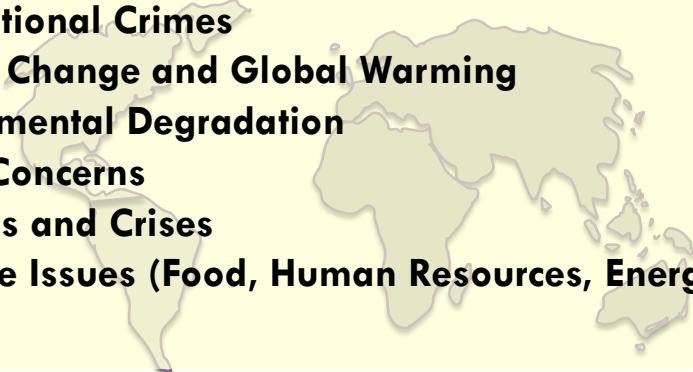 tional Crimes
Change and Global Warming
mental Degradation
Concerns
s and Crises
e Issues (Food, Human Resources, Energ